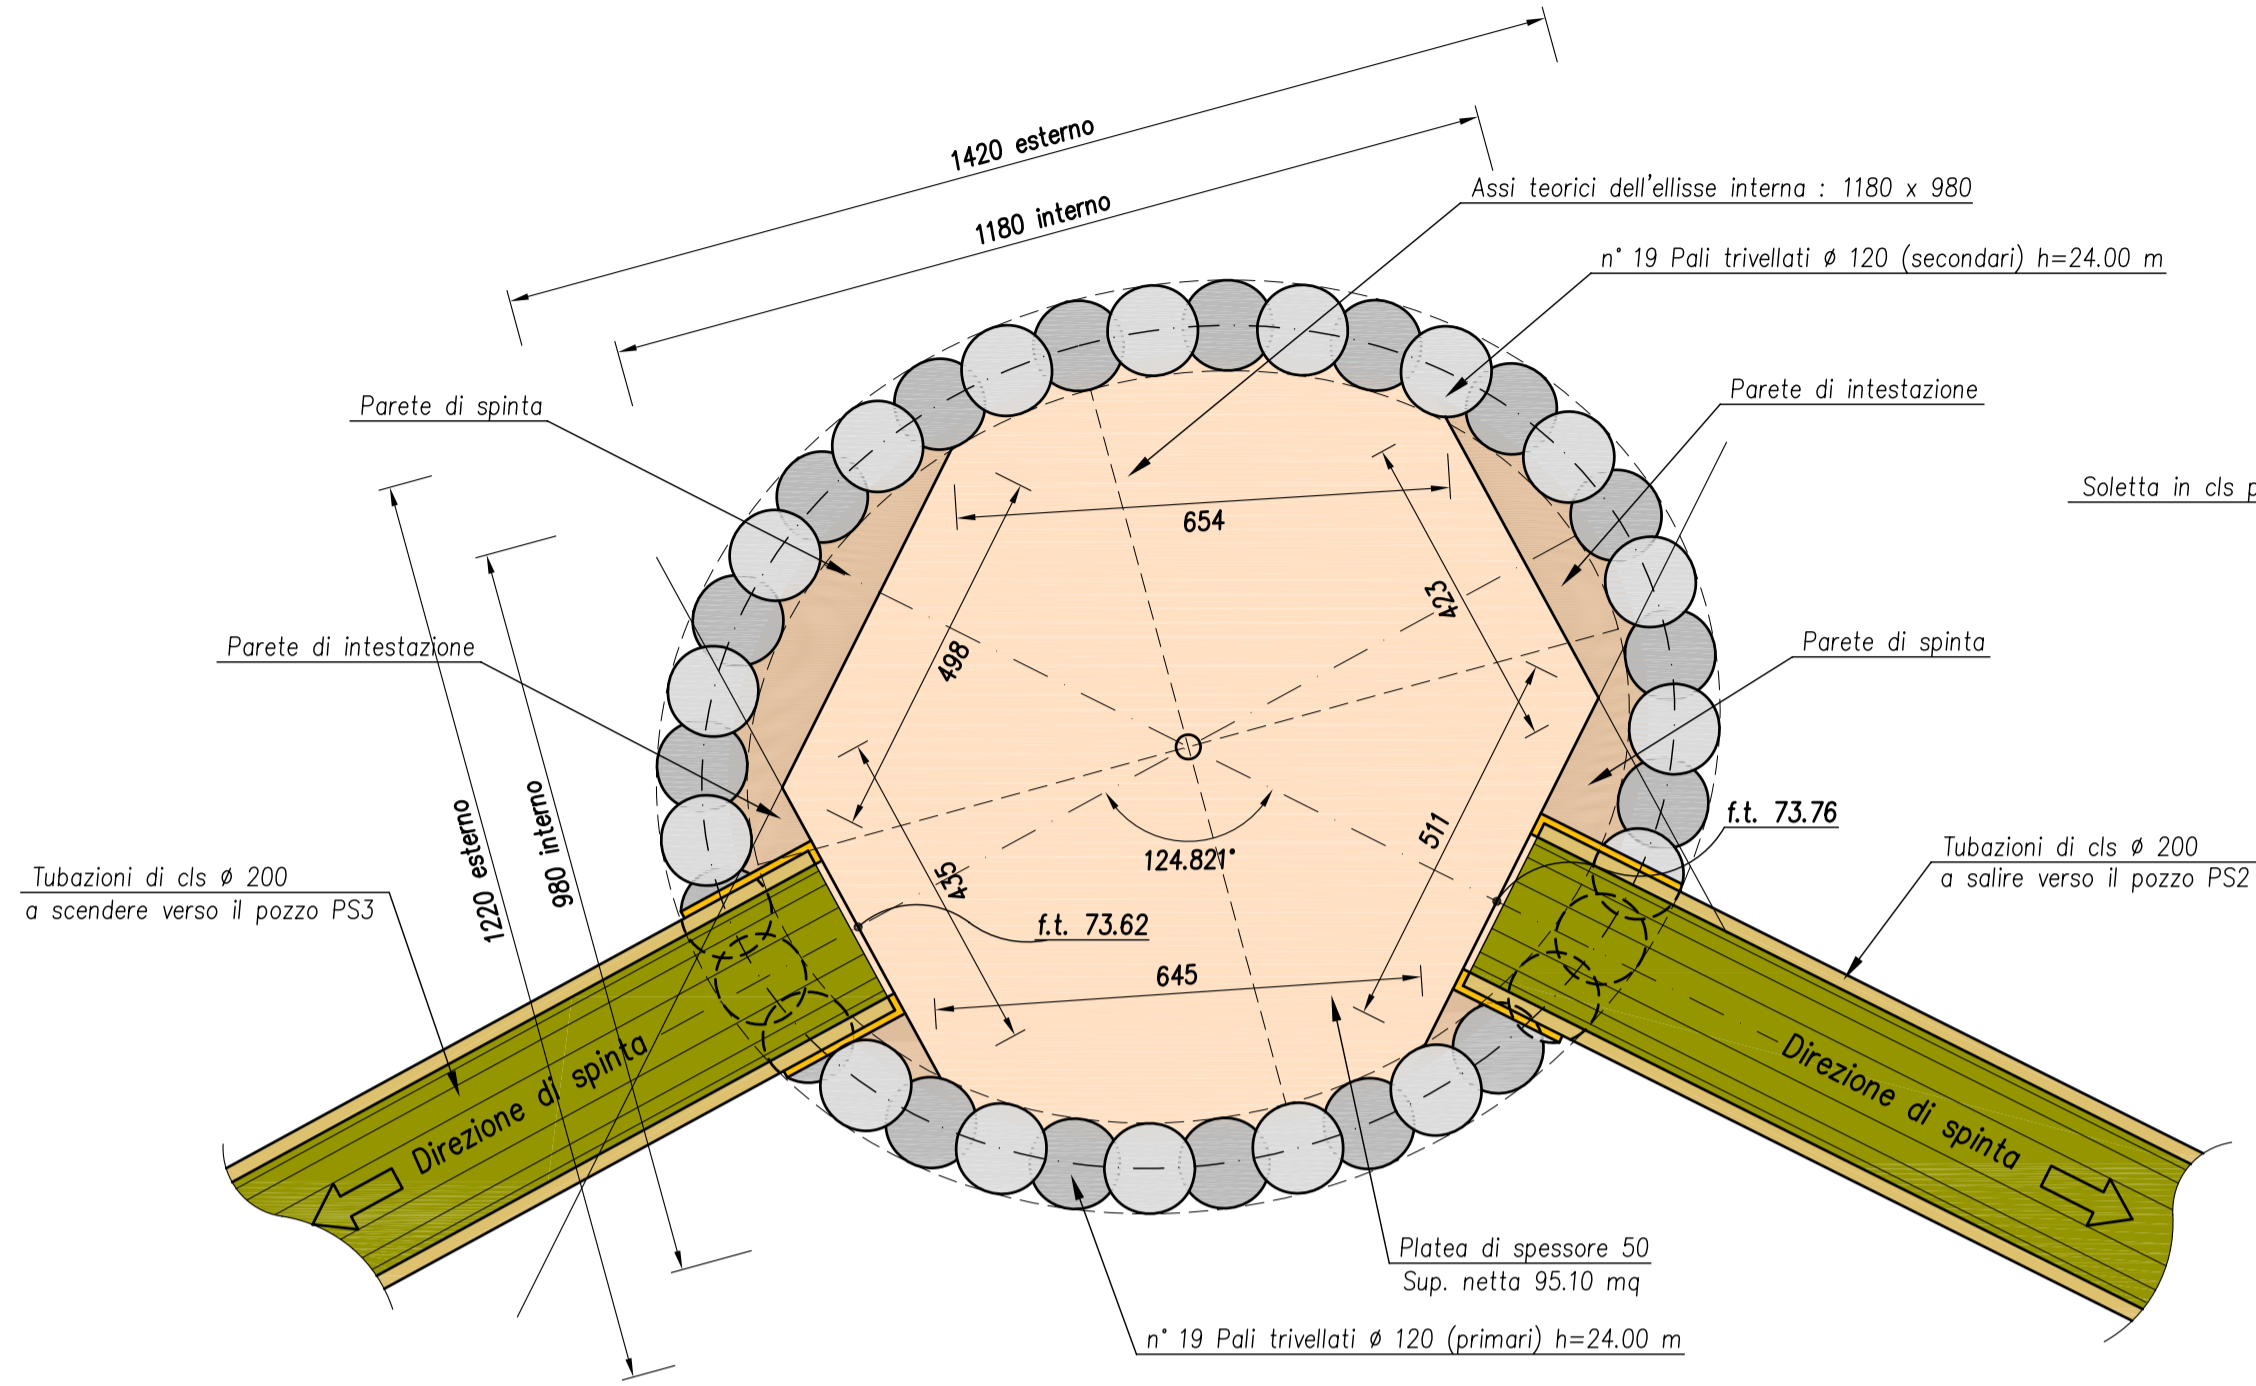 1420 esterno
1180 interno
Assi teorici dell'ellisse interna : 1180 x 980
n° 19 Pali trivellati ø 120 (secondari) h=24.00 m
Parete di spinta
Parete di intestazione
Soletta in cls p
654
423
498
Parete di intestazione
Parete di spinta
1220 esterno
980 interno
435
511
124.821°
f.t. 73.76
f.t. 73.62
Tubazioni di cls ø 200
a scendere verso il pozzo PS3
Tubazioni di cls ø 200
a salire verso il pozzo PS2
645
Direzione di spinta
Direzione di spinta
Platea di spessore 50
Sup. netta 95.10 mq
n° 19 Pali trivellati ø 120 (primari) h=24.00 m